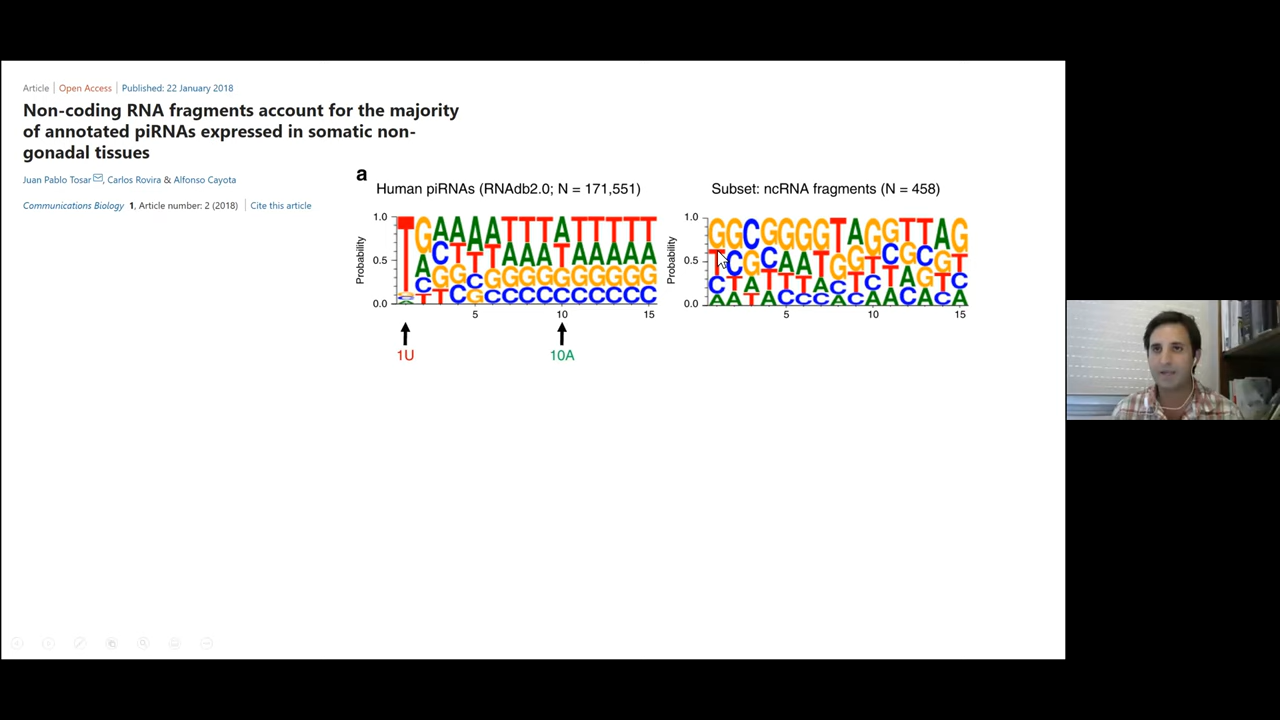 Article | Open Access | Published: 22 January 2018
Non-coding RNA fragments account for the majority
of annotated piRNAs expressed in somatic non-
gonadal tissues
Juan Pablo Tosar, Carlos Rovira & Alfonso Cayota
Communications Biology 1, Article number: 2 (2018) | Cite this article
a
Human piRNAs (RNAdb2.0; N = 171,551)
Probability
1.0
0.5
0.0
TGAAAATTTATTTTT
5
10
15
1U
10A
Subset: ncRNA fragments (N = 458)
Probability
1.0
0.5
0.0
GGCGGGGTAGGTTAG
5
10
15